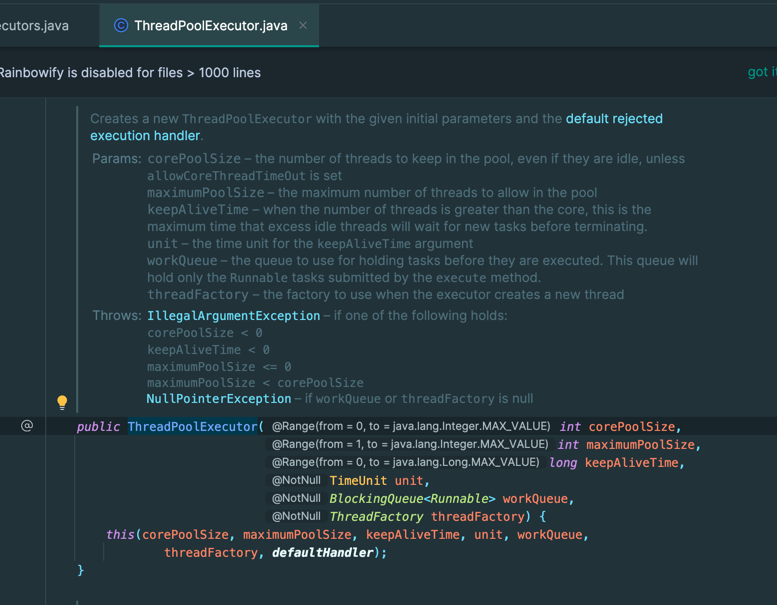 ecutors.java
ThreadPoolExecutor.java
Rainbowify is disabled for files > 1000 lines
got it
Creates a new ThreadPoolExecutor with the given initial parameters and the default rejected
execution handler.
Params: corePoolSize – the number of threads to keep in the pool, even if they are idle, unless
allowCoreThreadTimeOut is set
maximumPoolSize – the maximum number of threads to allow in the pool
keepAliveTime – when the number of threads is greater than the core, this is the
maximum time that excess idle threads will wait for new tasks before terminating.
unit – the time unit for the keepAliveTime argument
workQueue – the queue to use for holding tasks before they are executed. This queue will
hold only the Runnable tasks submitted by the execute method.
threadFactory – the factory to use when the executor creates a new thread
Throws: IllegalArgumentException – if one of the following holds:
corePoolSize < 0
keepAliveTime < 0
maximumPoolSize <= 0
maximumPoolSize < corePoolSize
NullPointerException – if workQueue or threadFactory is null
@ public ThreadPoolExecutor( @Range(from = 0, to = java.lang.Integer.MAX_VALUE) int corePoolSize,
@Range(from = 1, to = java.lang.Integer.MAX_VALUE) int maximumPoolSize,
@Range(from = 0, to = java.lang.Long.MAX_VALUE) long keepAliveTime,
@NotNull TimeUnit unit,
@NotNull BlockingQueue<Runnable> workQueue,
@NotNull ThreadFactory threadFactory) {
this(corePoolSize, maximumPoolSize, keepAliveTime, unit, workQueue,
threadFactory, defaultHandler);
}